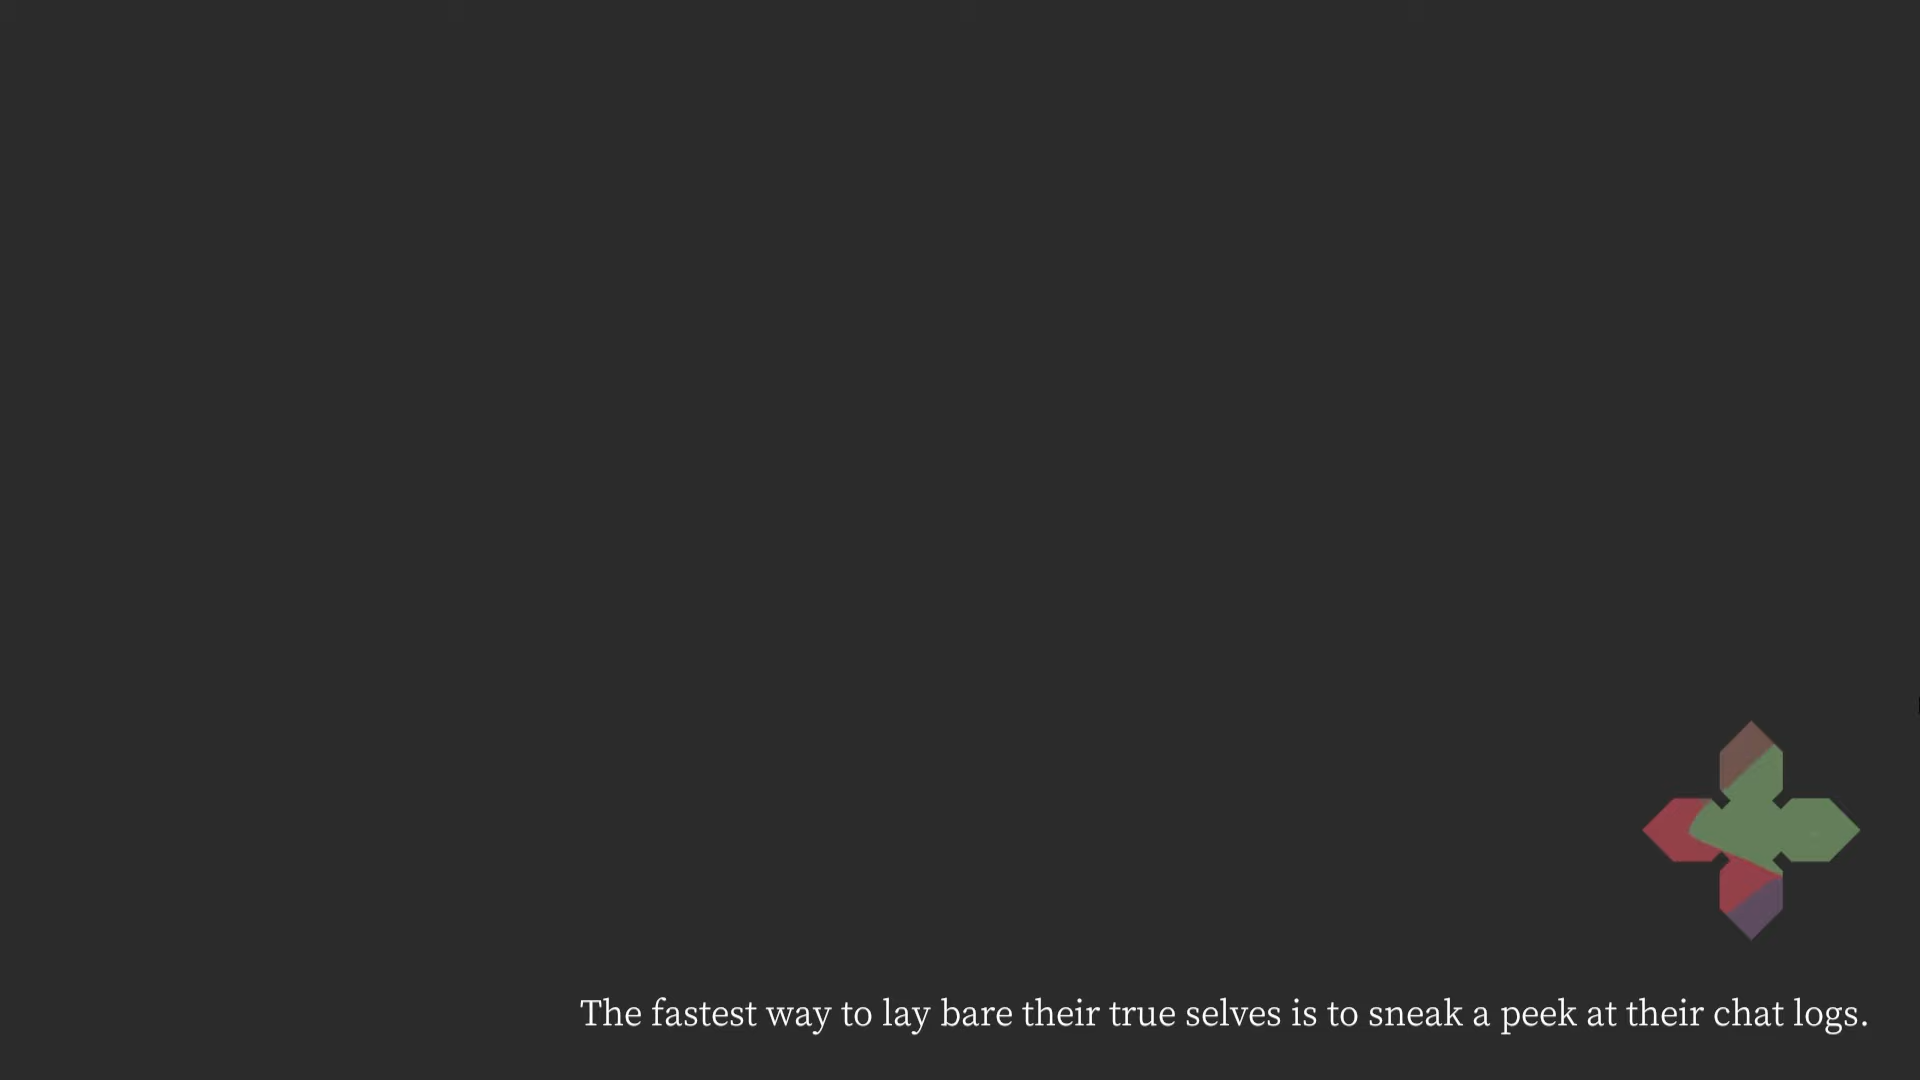 The fastest way to lay bare their true selves is to sneak a peek at their chat logs.